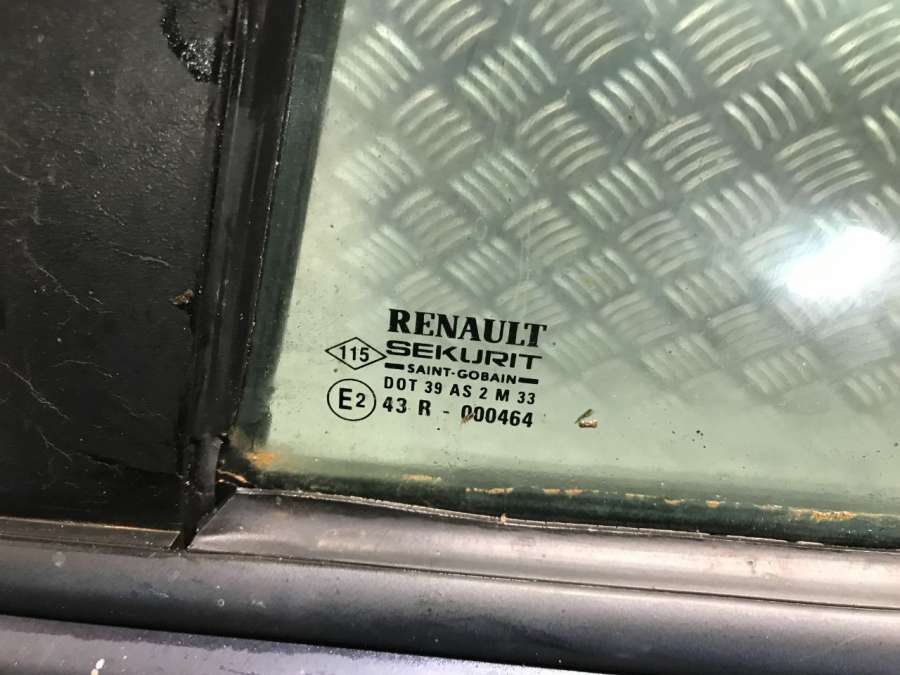 RENAULT
115 SEKURIT
SAINT-GOBAIN
DOT 39 AS 2 M 33
E2 43 R - 000464